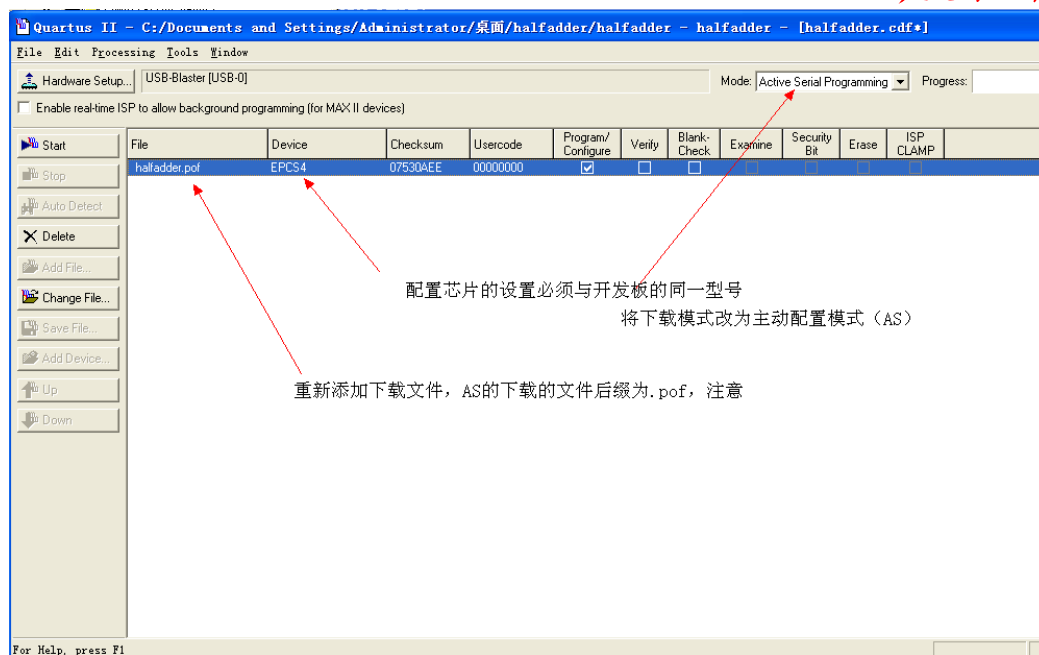 Quartus II - C:/Documents and Settings/Administrator/桌面/halfadder/halfadder - halfadder - [halfadder.cdf*]
File Edit Processing Tools Window
Hardware Setup... USB-Blaster [USB-0] Mode: Active Serial Programming Progress:
Enable real-time ISP to allow background programming (for MAX II devices)
Start
Stop
Auto Detect
Delete
Add File...
Change File...
Save File...
Add Device...
Up
Down
File Device Checksum Usercode Program/ Configure Verify Blank- Check Examine Security Bit Erase ISP CLAMP
halfadder.pof EPCS4 07530AEE 00000000
配置芯片的设置必须与开发板的同一型号
将下载模式改为主动配置模式（AS）
重新添加下载文件，AS的下载的文件后缀为.pof，注意
For Help, press F1